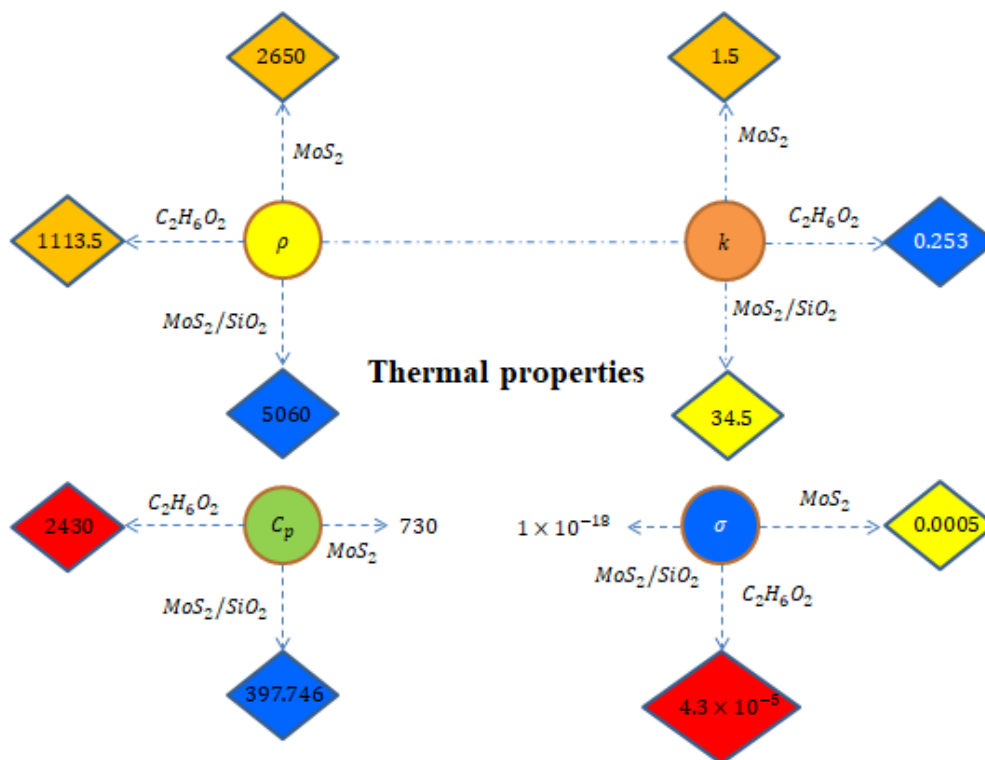 2650
1.5
MoS₂
MoS₂
C₂H₆O₂
C₂H₆O₂
1113.5
ρ
k
0.253
MoS₂/SiO₂
MoS₂/SiO₂
Thermal properties
5060
34.5
C₂H₆O₂
MoS₂
2430
C_p
730
1 × 10⁻¹⁸
σ
0.0005
MoS₂
MoS₂/SiO₂
C₂H₆O₂
MoS₂/SiO₂
397.746
4.3 × 10⁻⁵